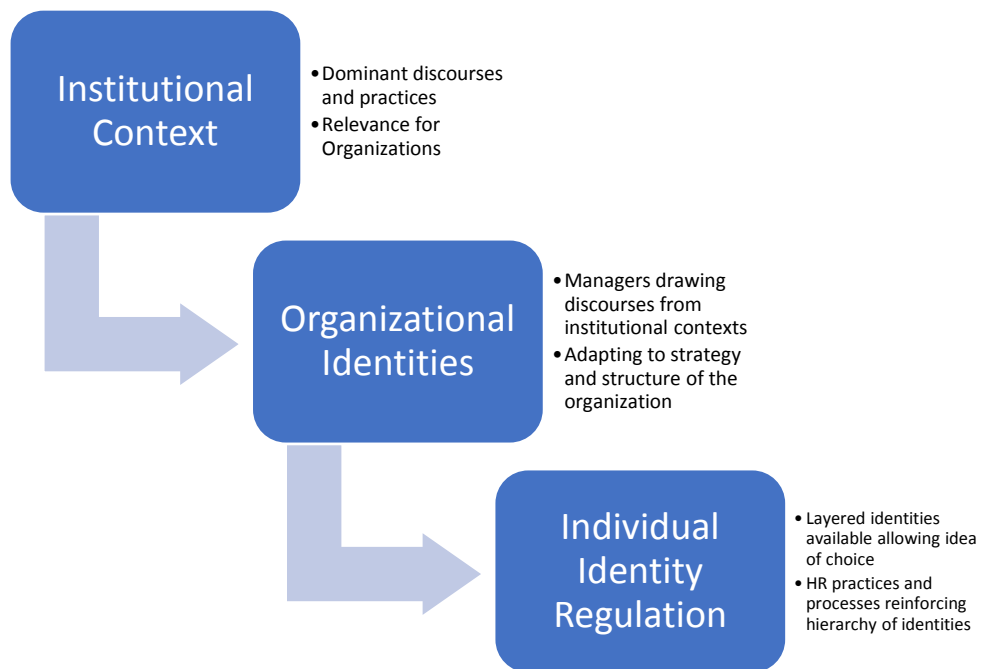 Institutional
Context
•Dominant discourses
and practices
•Relevance for
Organizations
Organizational
Identities
•Managers drawing
discourses from
institutional contexts
•Adapting to strategy
and structure of the
organization
Individual
Identity
Regulation
• Layered identities
available allowing idea
of choice
• HR practices and
processes reinforcing
hierarchy of identities